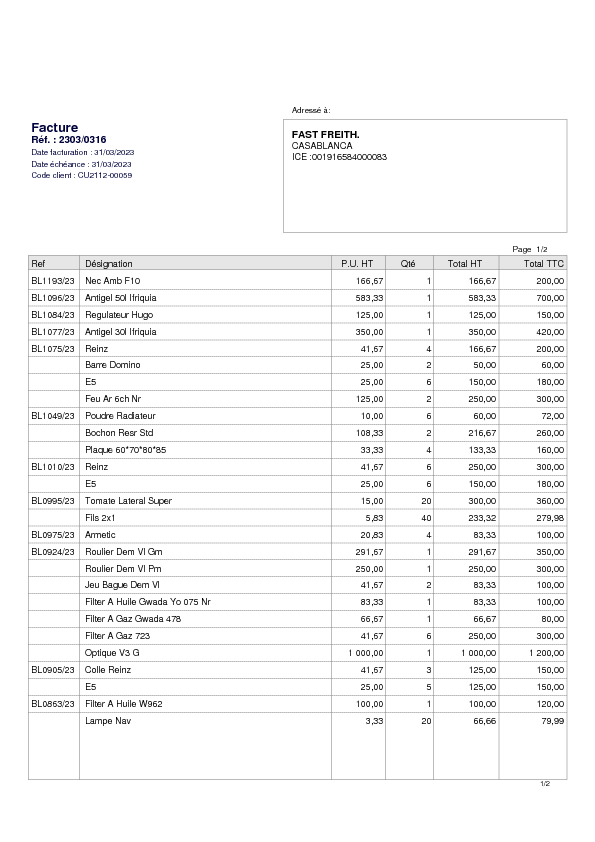 Adressé à:
Facture
Réf. : 2303/0316
Date facturation : 31/03/2023
Date échéance : 31/03/2023
Code client : CU2112-00059
FAST FREITH.
CASABLANCA
ICE :001916584000083
Page 1/2
Ref Désignation P.U. HT Qté Total HT Total TTC
BL1193/23 Nec Amb F10 166,67 1 166,67 200,00
BL1096/23 Antigel 50l Ifriquia 583,33 1 583,33 700,00
BL1084/23 Regulateur Hugo 125,00 1 125,00 150,00
BL1077/23 Antigel 30l Ifriquia 350,00 1 350,00 420,00
BL1075/23 Reinz 41,67 4 166,67 200,00
Barre Domino 25,00 2 50,00 60,00
E5 25,00 6 150,00 180,00
Feu Ar 6ch Nr 125,00 2 250,00 300,00
BL1049/23 Poudre Radiateur 10,00 6 60,00 72,00
Bochon Resr Std 108,33 2 216,67 260,00
Plaque 60*70*80*85 33,33 4 133,33 160,00
BL1010/23 Reinz 41,67 6 250,00 300,00
E5 25,00 6 150,00 180,00
BL0995/23 Tomate Lateral Super 15,00 20 300,00 360,00
Fils 2x1 5,83 40 233,32 279,98
BL0975/23 Armetic 20,83 4 83,33 100,00
BL0924/23 Roulier Dem Vl Gm 291,67 1 291,67 350,00
Roulier Dem Vl Pm 250,00 1 250,00 300,00
Jeu Bague Dem Vl 41,67 2 83,33 100,00
Filter A Huile Gwada Yo 075 Nr 83,33 1 83,33 100,00
Filter A Gaz Gwada 478 66,67 1 66,67 80,00
Filter A Gaz 723 41,67 6 250,00 300,00
Optique V3 G 1 000,00 1 1 000,00 1 200,00
BL0905/23 Colle Reinz 41,67 3 125,00 150,00
E5 25,00 5 125,00 150,00
BL0863/23 Filter A Huile W962 100,00 1 100,00 120,00
Lampe Nav 3,33 20 66,66 79,99
1/2